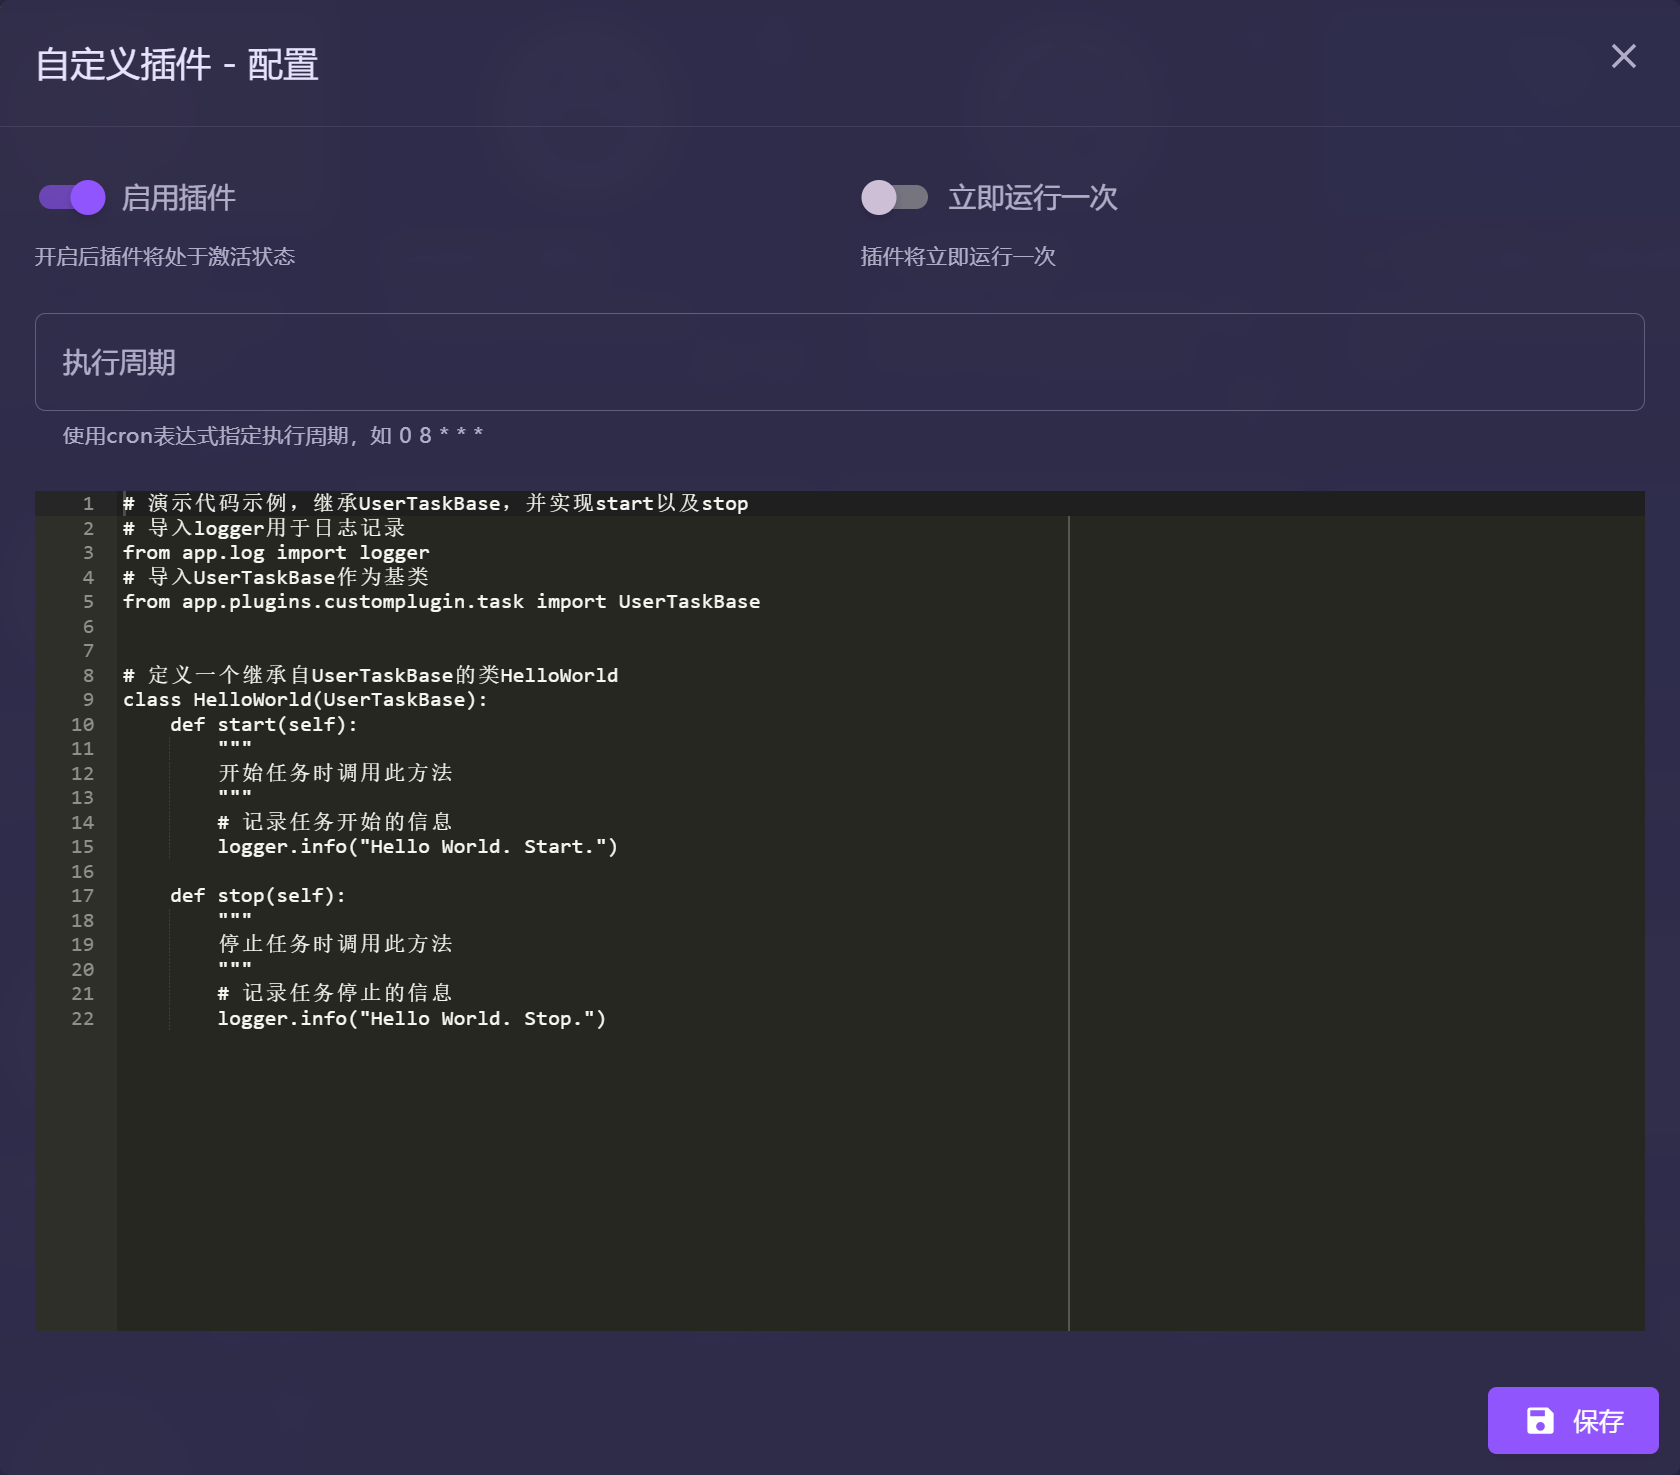 自定义插件 - 配置
启用插件
开启后插件将处于激活状态
立即运行一次
插件将立即运行一次
执行周期
使用cron表达式指定执行周期，如 0 8 * * *
1 # 演示代码示例，继承UserTaskBase，并实现start以及stop
2 # 导入logger用于日志记录
3 from app.log import logger
4 # 导入UserTaskBase作为基类
5 from app.plugins.customplugin.task import UserTaskBase
6
7
8 # 定义一个继承自UserTaskBase的类HelloWorld
9 class HelloWorld(UserTaskBase):
10     def start(self):
11         """
12         开始任务时调用此方法
13         """
14         # 记录任务开始的信息
15         logger.info("Hello World. Start.")
16
17     def stop(self):
18         """
19         停止任务时调用此方法
20         """
21         # 记录任务停止的信息
22         logger.info("Hello World. Stop.")
保存